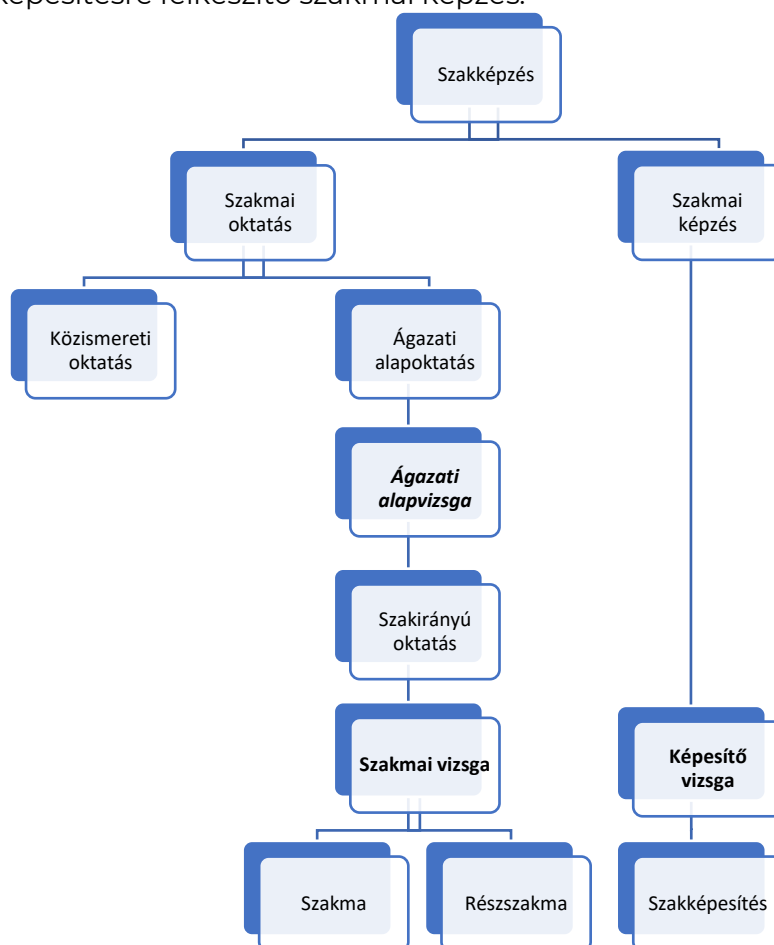 képesítésre felkészítő szakmai képzés.
Szakképzés
Szakmai
oktatás
Szakmai
képzés
Közismereti
oktatás
Ágazati
alapoktatás
Ágazati
alapvizsga
Szakirányú
oktatás
Szakmai vizsga
Képesítő
vizsga
Szakma
Részszakma
Szakképesítés